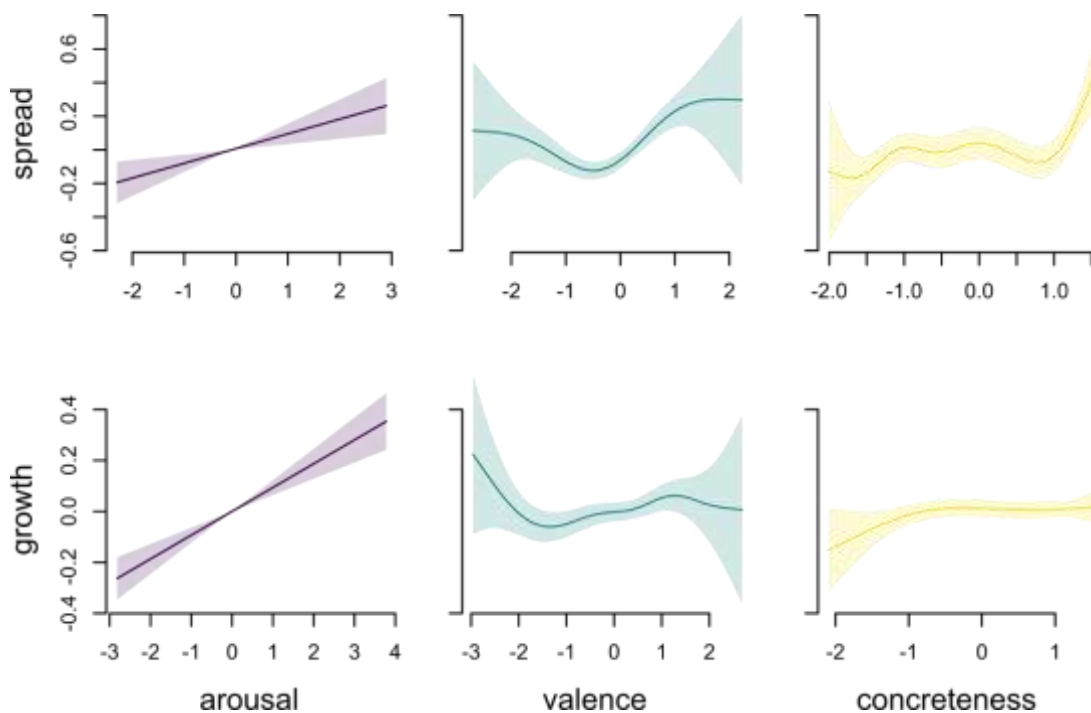 spread
0.6
0.2
-0.2
-0.6
-2 -1 0 1 2 3
-2 -1 0 1 2
-2.0 -1.0 0.0 1.0
growth
0.4
0.2
0.0
-0.2
-0.4
-3 -2 -1 0 1 2 3 4
-3 -2 -1 0 1 2
-2 -1 0 1
arousal valence concreteness